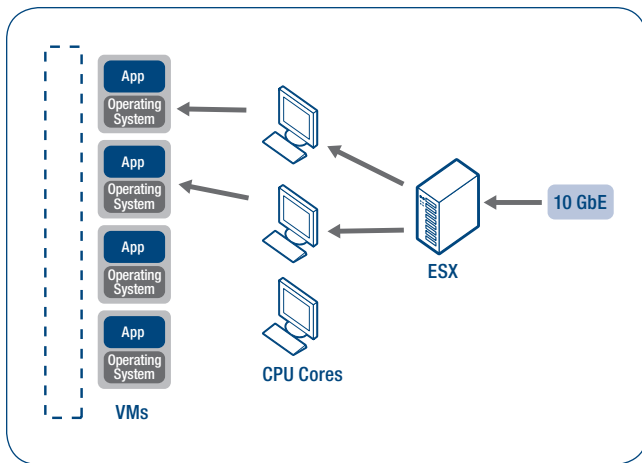 App
Operating
System
App
Operating
System
App
Operating
System
App
Operating
System
VMs
CPU Cores
ESX
10 GbE